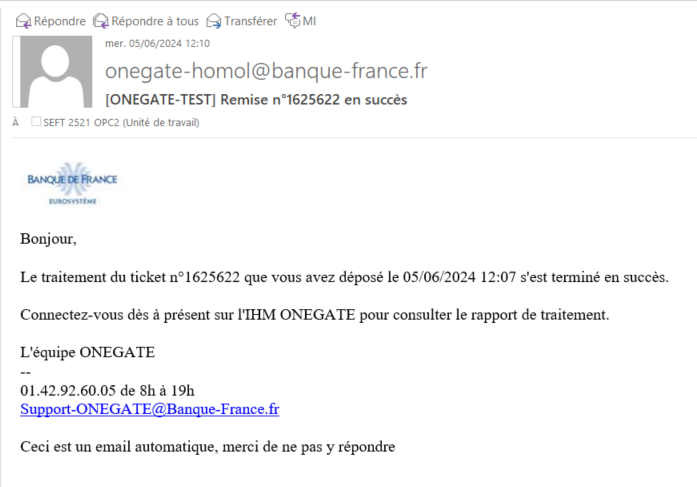 Répondre Répondre à tous Transférer MI
mer. 05/06/2024 12:10
onegate-homol@banque-france.fr
[ONEGATE-TEST] Remise n°1625622 en succès
À SEFT 2521 OPC2 (Unité de travail)
BANQUE DE FRANCE
EUROSYSTÈME
Bonjour,
Le traitement du ticket n°1625622 que vous avez déposé le 05/06/2024 12:07 s'est terminé en succès.
Connectez-vous dès à présent sur l'IHM ONEGATE pour consulter le rapport de traitement.
L'équipe ONEGATE
--
01.42.92.60.05 de 8h à 19h
Support-ONEGATE@Banque-France.fr
Ceci est un email automatique, merci de ne pas y répondre